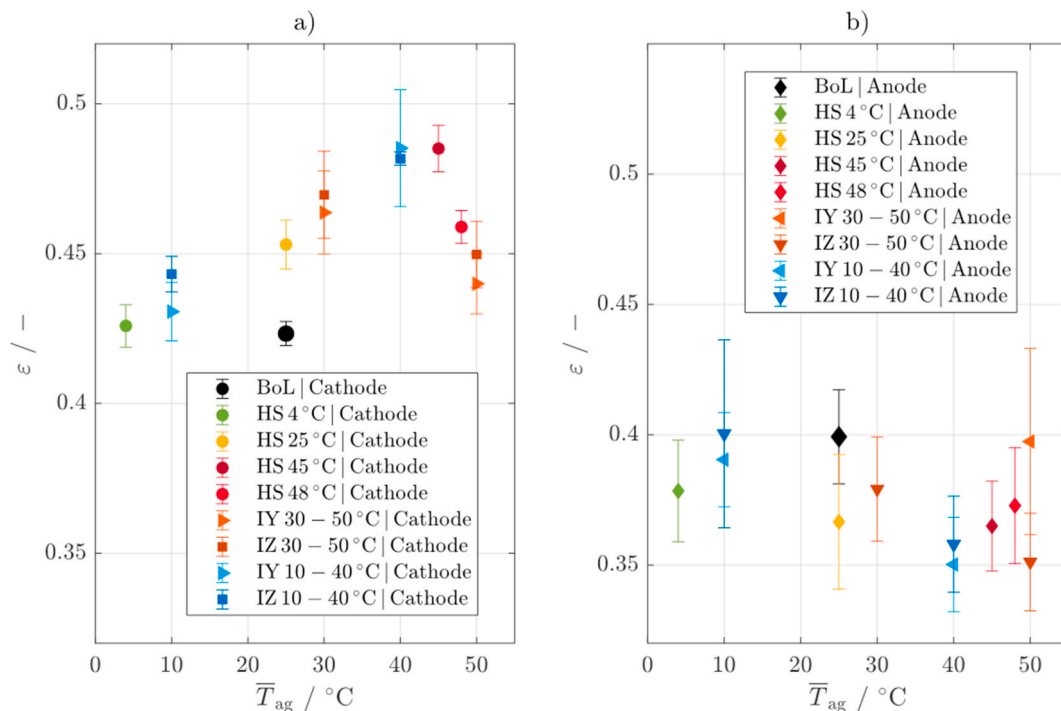 a)
0.5
0.45
0.4
0.35
ε / −
BoL | Cathode
HS 4 °C | Cathode
HS 25 °C | Cathode
HS 45 °C | Cathode
HS 48 °C | Cathode
IY 30 − 50 °C | Cathode
IZ 30 − 50 °C | Cathode
IY 10 − 40 °C | Cathode
IZ 10 − 40 °C | Cathode
0 10 20 30 40 50
T̅ag / °C
b)
0.5
0.45
0.4
0.35
ε / −
BoL | Anode
HS 4 °C | Anode
HS 25 °C | Anode
HS 45 °C | Anode
HS 48 °C | Anode
IY 30 − 50 °C | Anode
IZ 30 − 50 °C | Anode
IY 10 − 40 °C | Anode
IZ 10 − 40 °C | Anode
0 10 20 30 40 50
T̅ag / °C